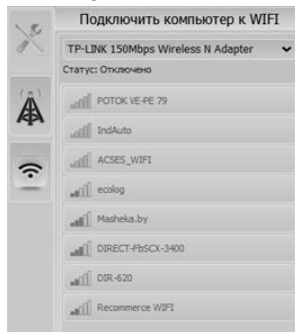 Подключить компьютер к WIFI
TP-LINK 150Mbps Wireless N Adapter
Статус: Отключено
POTOK VE-PE 79
IndAuto
ACSES_WIFI
ecolog
Masheka.by
DIRECT-FbSCX-3400
DIR-620
Recommerce WIFI